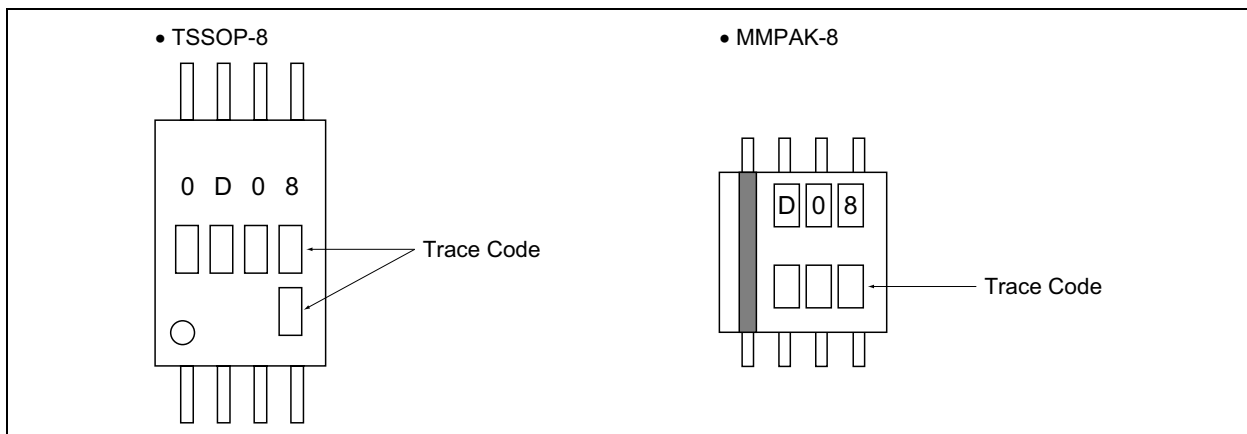 • TSSOP-8
0 D 0 8
Trace Code
• MMPAK-8
D 0 8
Trace Code